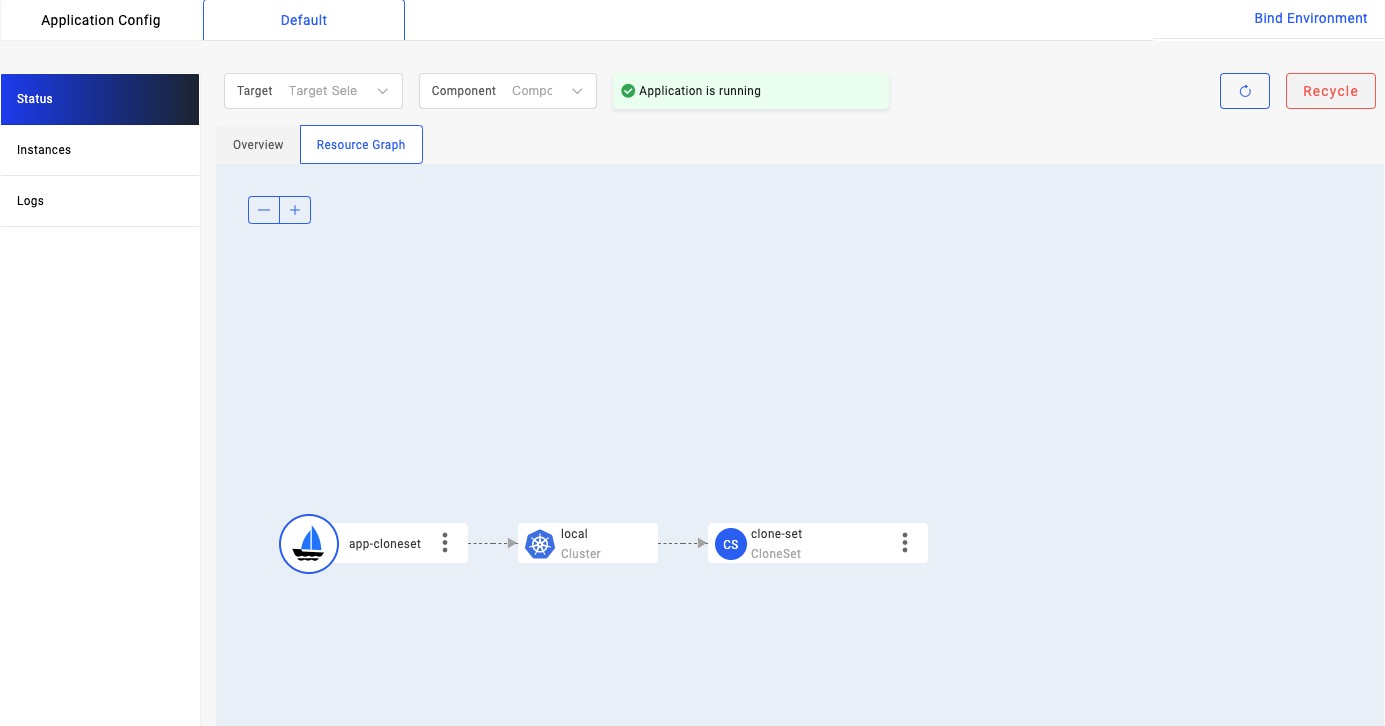 Application Config
Default
Bind Environment
Status
Instances
Logs
Target
Target Sele
Component
Compc
Application is running
Recycle
Overview
Resource Graph
app-cloneset
local
Cluster
CS
clone-set
CloneSet